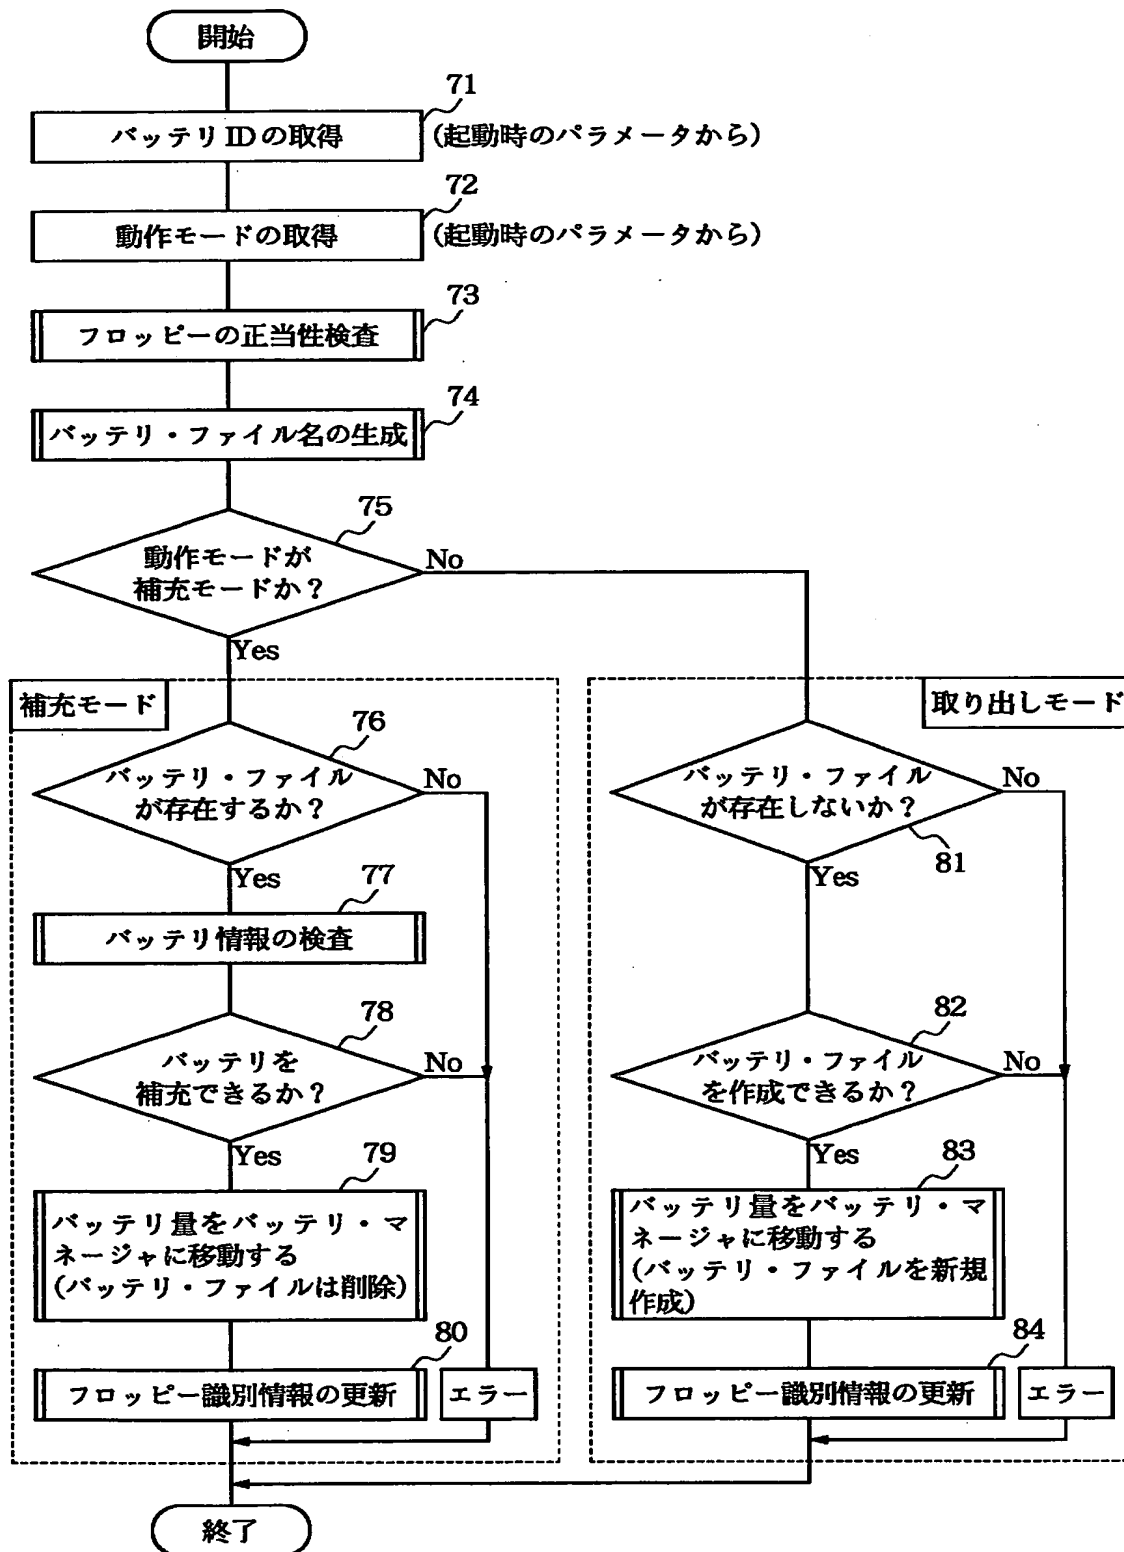 開始
71
バッテリIDの取得
(起動時のパラメータから)
72
動作モードの取得
(起動時のパラメータから)
73
フロッピーの正当性検査
74
バッテリ・ファイル名の生成
75
動作モードが
補充モードか？
No
Yes
補充モード
76
バッテリ・ファイル
が存在するか？
No
Yes
77
バッテリ情報の検査
78
バッテリを
補充できるか？
No
Yes
79
バッテリ量をバッテリ・マ
ネージャに移動する
(バッテリ・ファイルは削除)
80
フロッピー識別情報の更新
エラー
取り出しモード
バッテリ・ファイル
が存在しないか？
No
81
Yes
82
バッテリ・ファイル
を作成できるか？
No
Yes
83
バッテリ量をバッテリ・マ
ネージャに移動する
(バッテリ・ファイルを新規
作成)
84
フロッピー識別情報の更新
エラー
終了